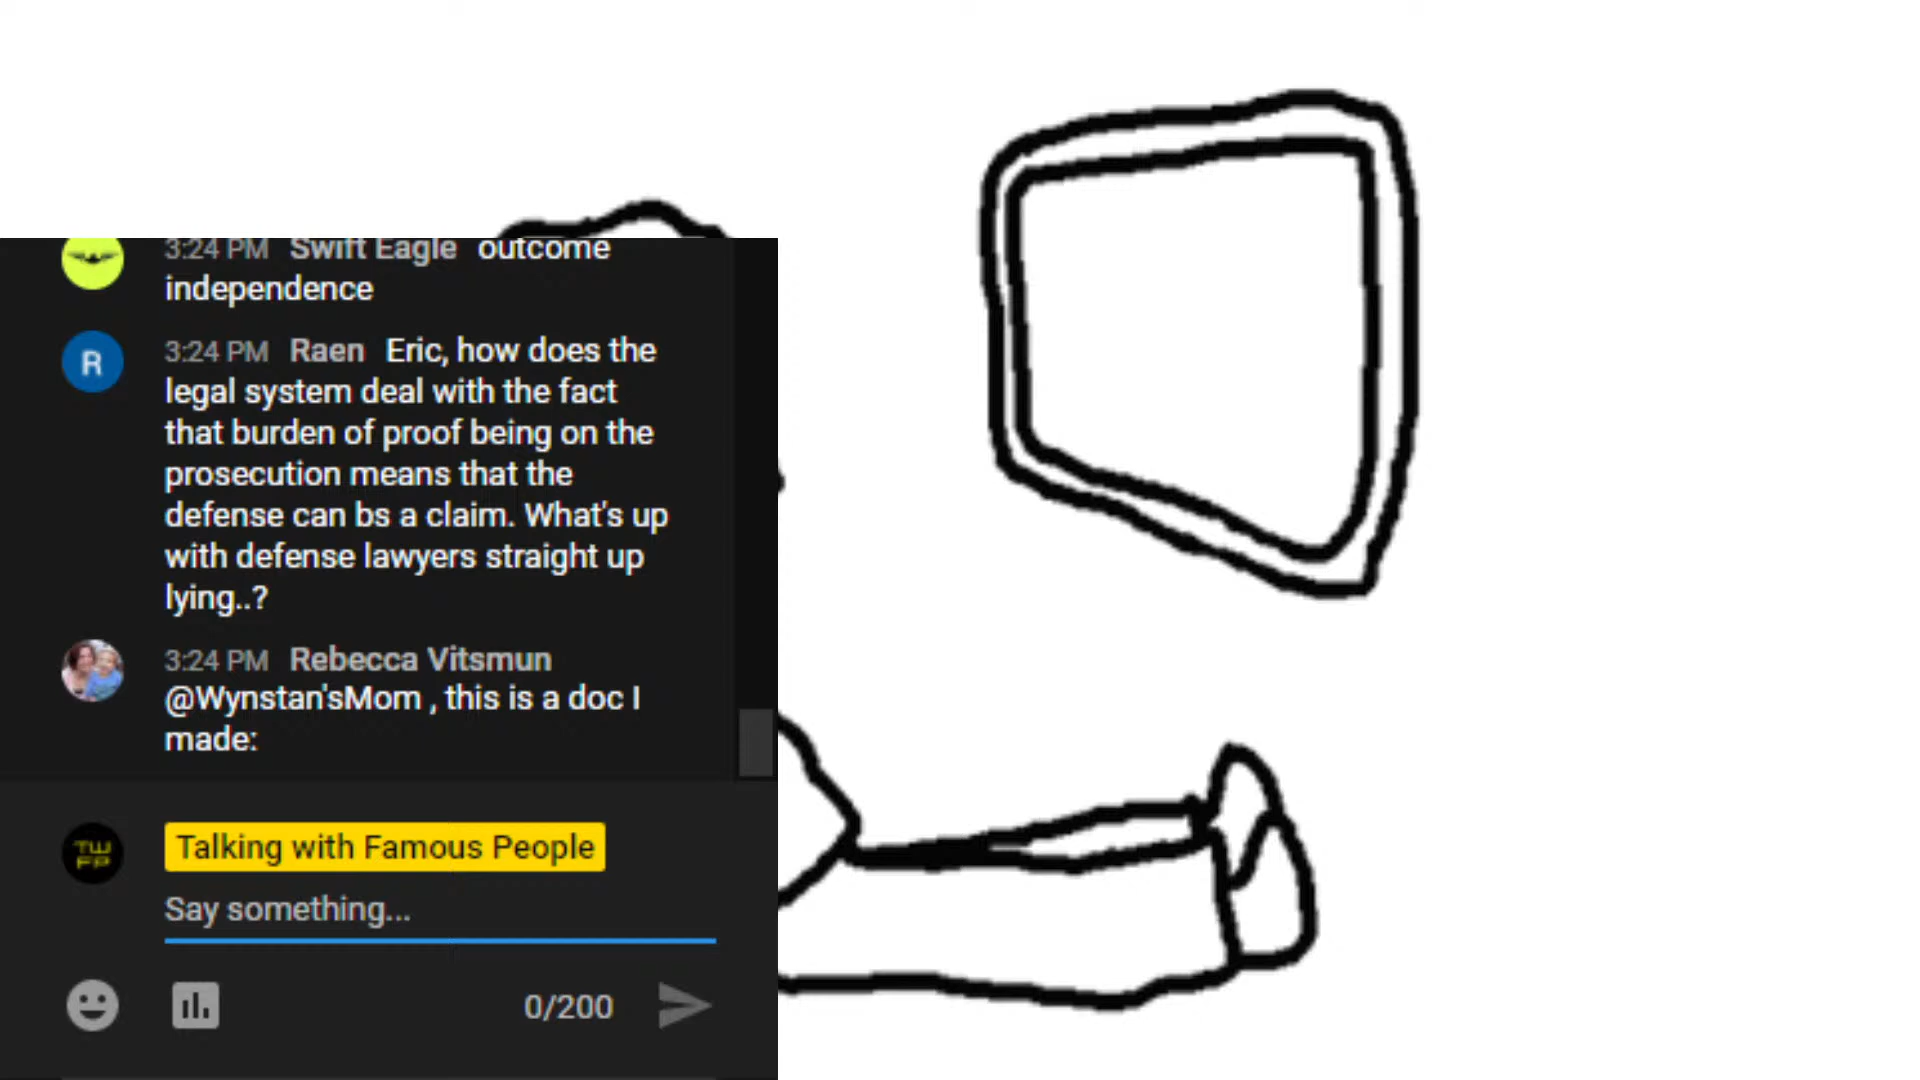 3:24 PM Swift Eagle outcome
independence
R
3:24 PM Raen Eric, how does the
legal system deal with the fact
that burden of proof being on the
prosecution means that the
defense can bs a claim. What's up
with defense lawyers straight up
lying..?
3:24 PM Rebecca Vitsmun
@Wynstan'sMom , this is a doc I
made:
TW
FP
Talking with Famous People
Say something...
0/200